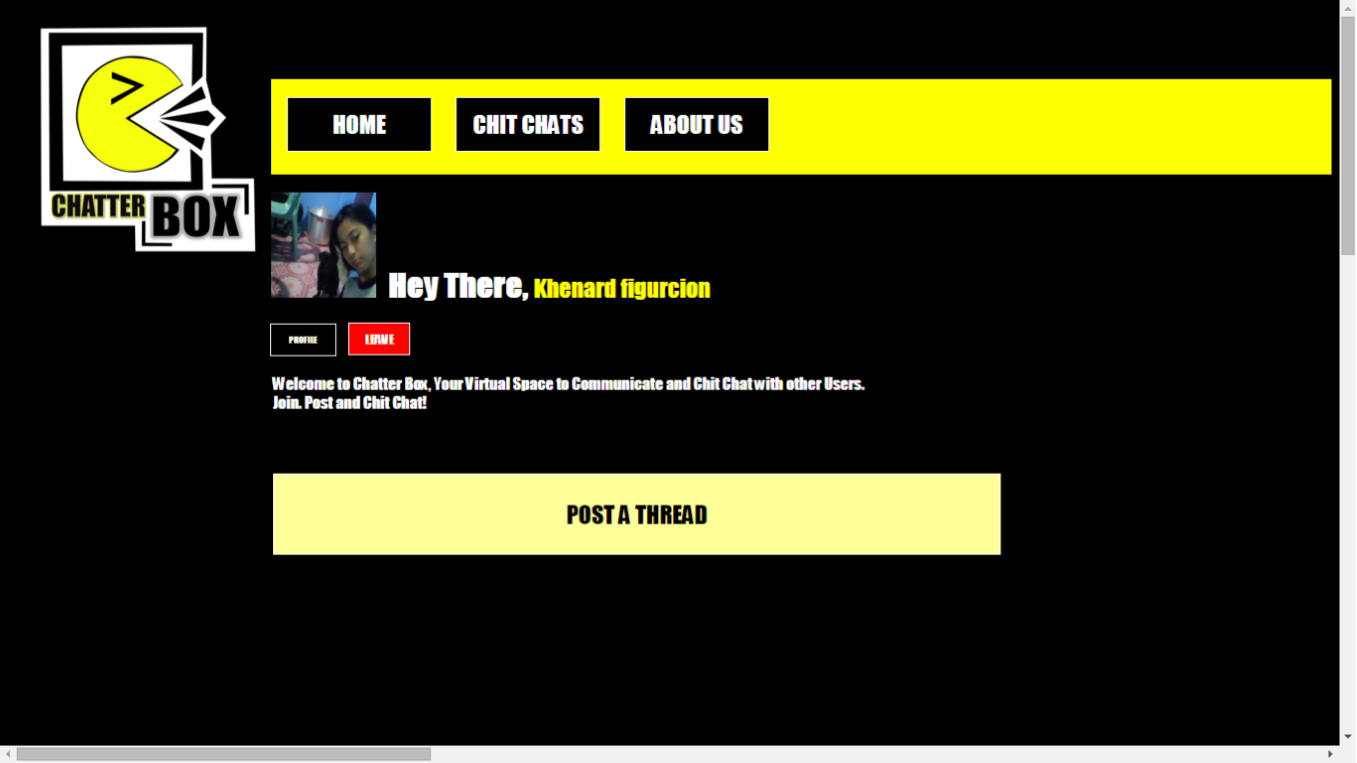 CHATTER
BOX
HOME
CHIT CHATS
ABOUT US
Hey There, Khenard figurcion
PROFILE
LEAVE
Welcome to Chatter Box, Your Virtual Space to Communicate and Chit Chat with other Users.
Join. Post and Chit Chat!
POST A THREAD